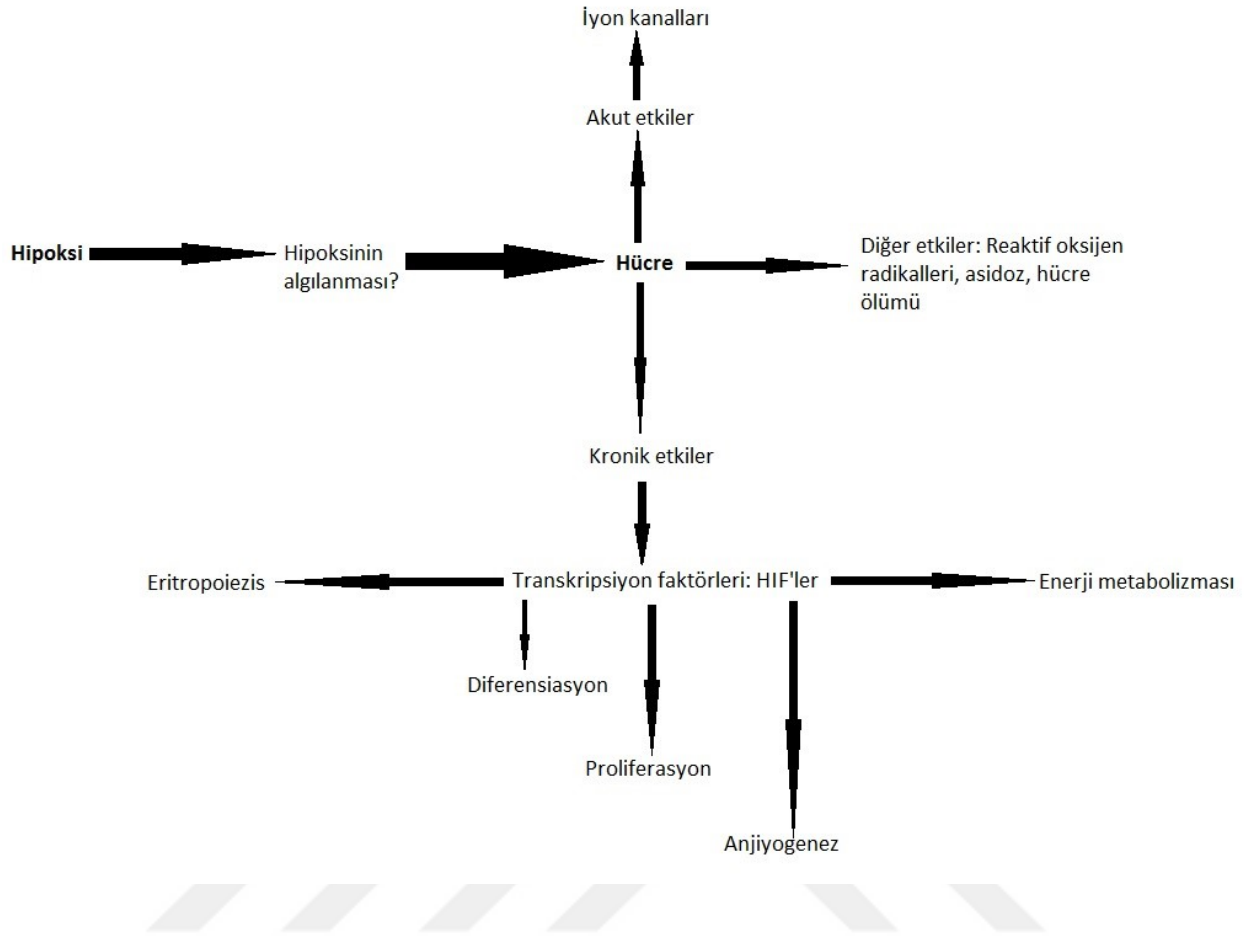 İyon kanalları
Akut etkiler
Hipoksi
Hipoksinin
algılanması?
Hücre
Diğer etkiler: Reaktif oksijen
radikalleri, asidoz, hücre
ölümü
Kronik etkiler
Eritropoiezis
Transkripsiyon faktörleri: HIF'ler
Enerji metabolizması
Diferensiasyon
Proliferasyon
Anjiyogenez